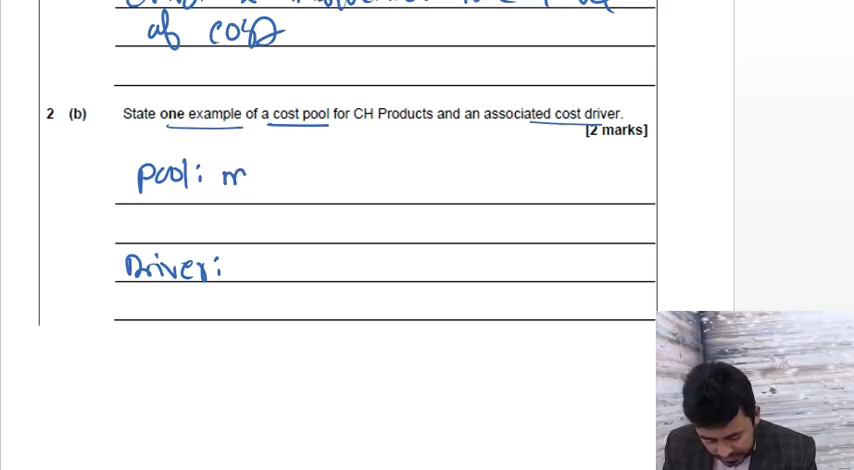 of cost
2 (b) State one example of a cost pool for CH Products and an associated cost driver.
[2 marks]
Pool: m
Driver: